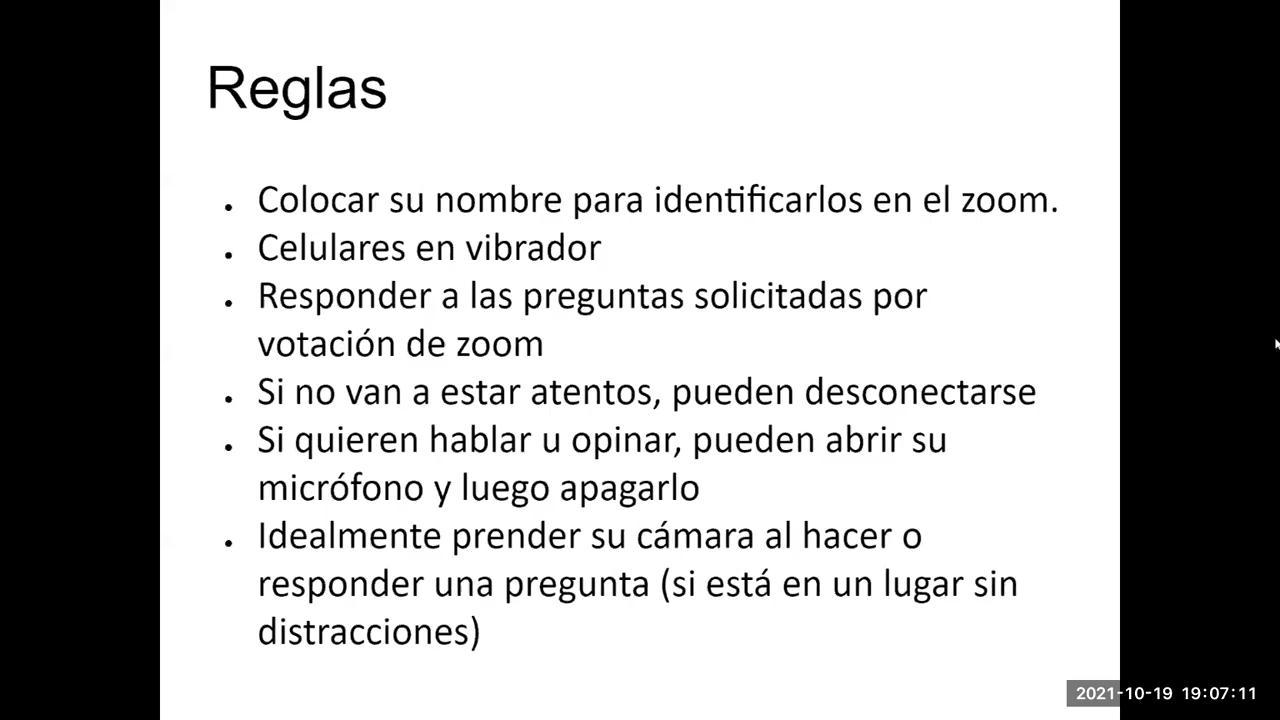 Reglas
• Colocar su nombre para identificarlos en el zoom.
• Celulares en vibrador
• Responder a las preguntas solicitadas por
votación de zoom
• Si no van a estar atentos, pueden desconectarse
• Si quieren hablar u opinar, pueden abrir su
micrófono y luego apagarlo
• Idealmente prender su cámara al hacer o
responder una pregunta (si está en un lugar sin
distracciones)
2021-10-19 19:07:11